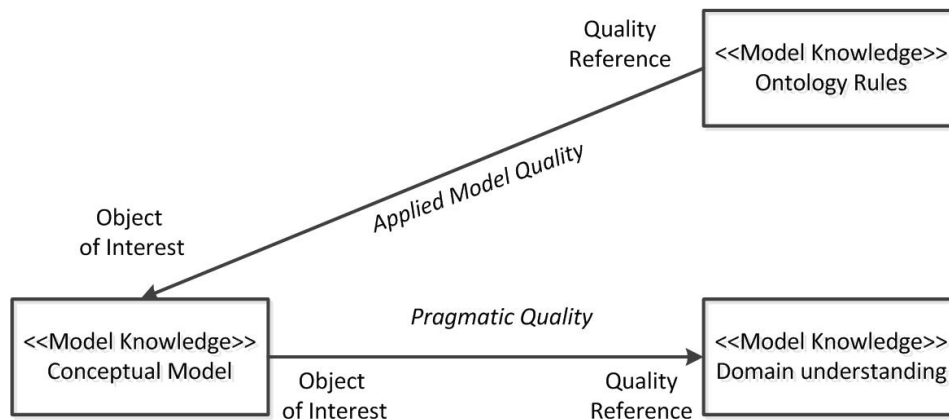 Quality
Reference
<<Model Knowledge>>
Ontology Rules
Applied Model Quality
Object
of Interest
<<Model Knowledge>>
Conceptual Model
Pragmatic Quality
Object
of Interest
Quality
Reference
<<Model Knowledge>>
Domain understanding